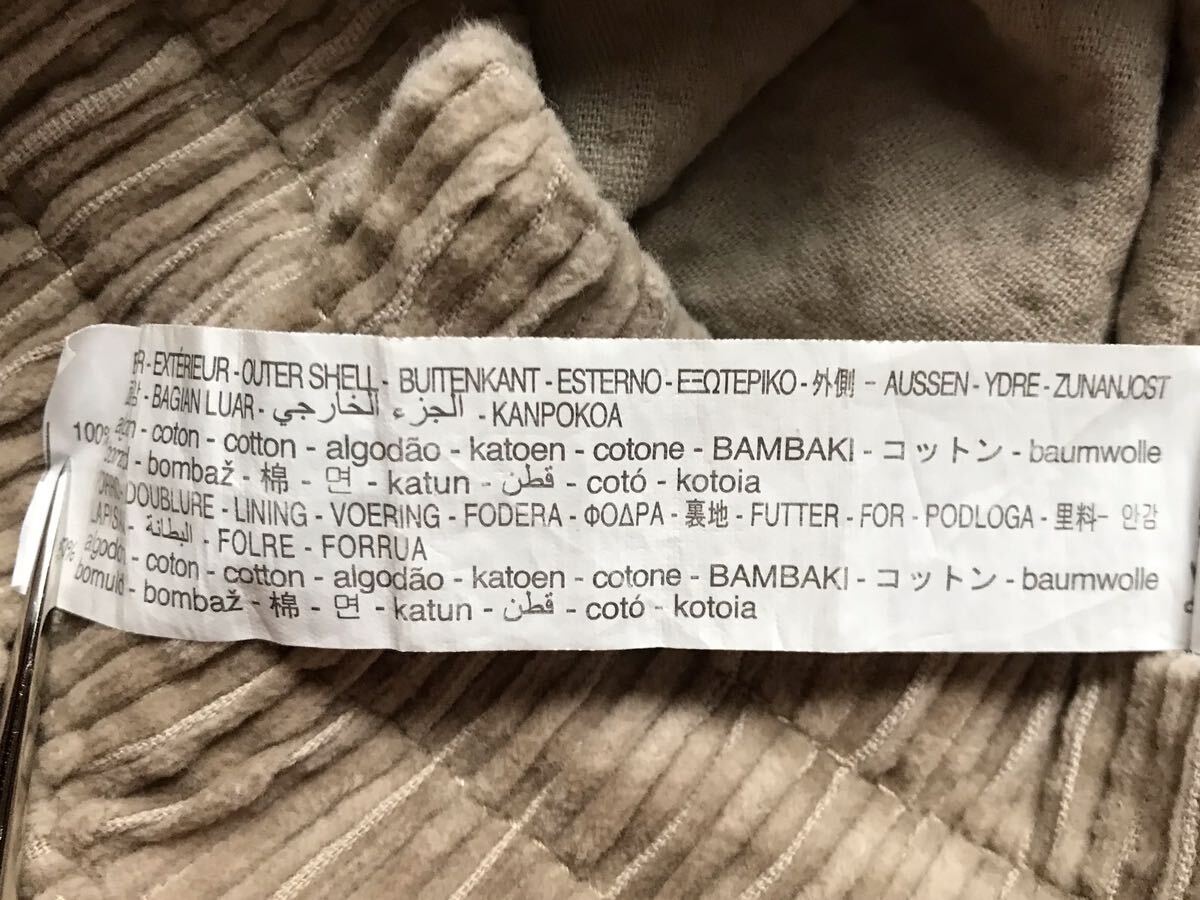 EXTÉRIEUR - OUTER SHELL - BUITENKANT - ESTERNO - ΕΞΩΤΕΡΙΚΟ - 外側 - AUSSEN - YDRE - ZUNANJOST
BAGIAN LUAR - الجزء الخارجي - KANPOKOA
100% - coton - cotton - algodão - katoen - cotone - BAMBAKI - コットン - baumwolle
- bombaž - 棉 - 면 - katun - قطن - cotó - kotoia
DOUBLURE - LINING - VOERING - FODERA - ΦΟΔΡΑ - 裏地 - FUTTER - FOR - PODLOGA - 里料 - 안감
البطانة - FOLRE - FORRUA
- coton - cotton - algodão - katoen - cotone - BAMBAKI - コットン - baumwolle
bomuld - bombaž - 棉 - 면 - katun - قطن - cotó - kotoia